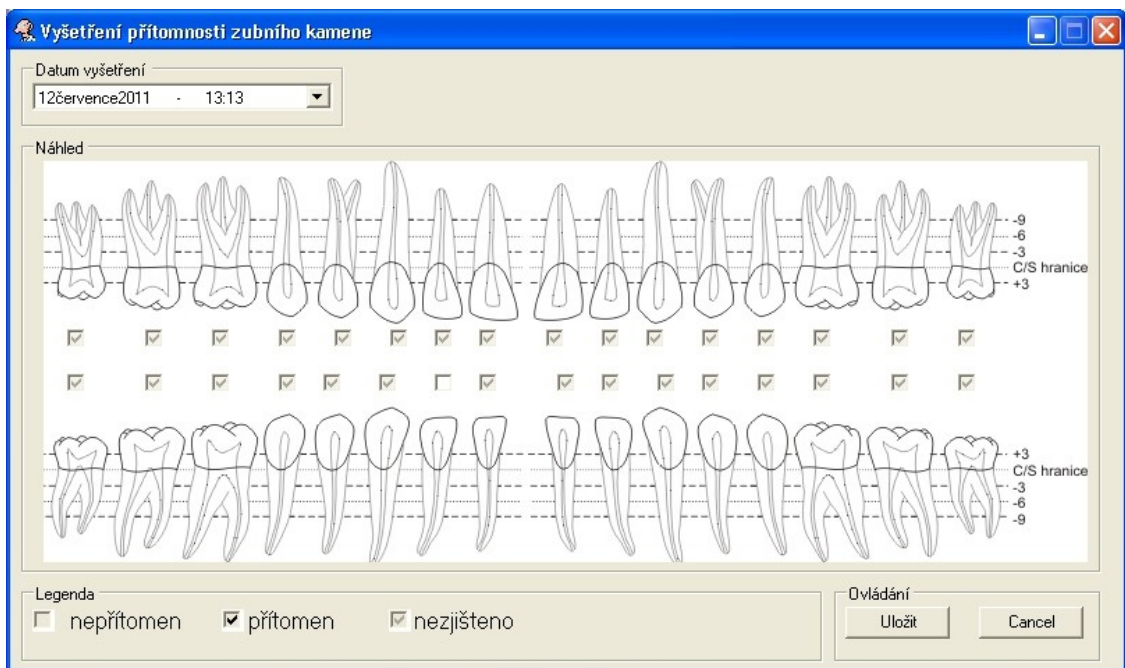 Vyšetření přítomnosti zubního kamene
Datum vyšetření
12července2011 - 13:13
Náhled
-9
-6
-3
C/S hranice
+3
+3
C/S hranice
-3
-6
-9
Legenda
nepřítomen přítomen nezjišteno
Ovládání
Uložit Cancel